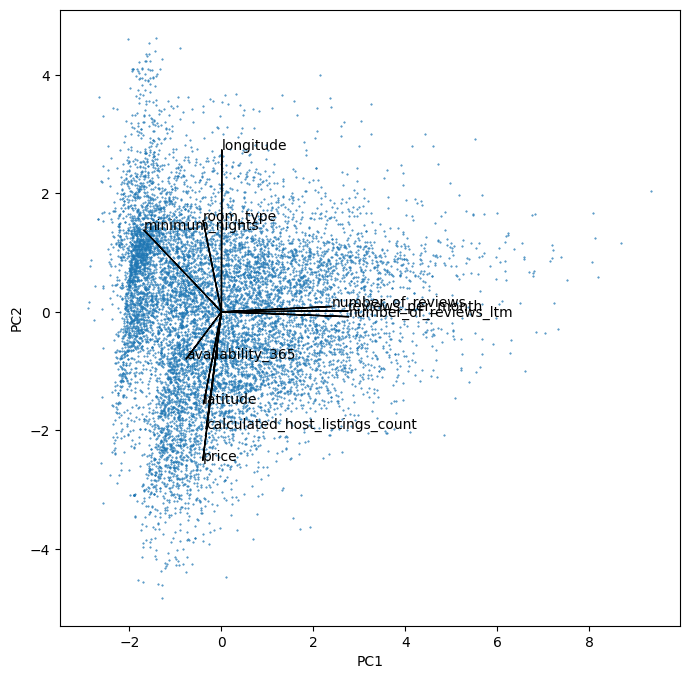 4
2
0
−2
−4
PC2
longitude
room_type
minimum_nights
number_of_reviews
reviews_per_month
number_of_reviews_ltm
availability_365
latitude
calculated_host_listings_count
price
−2 0 2 4 6 8
PC1